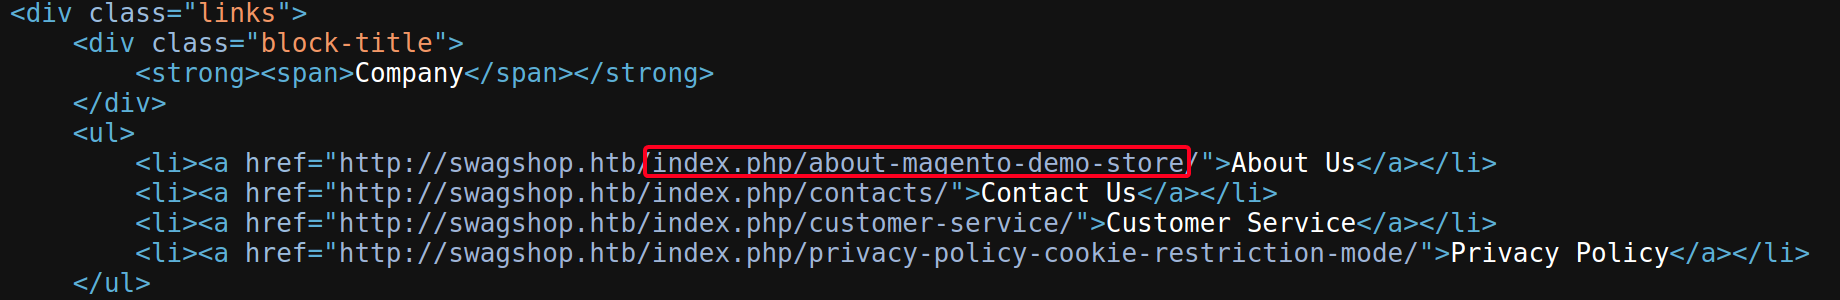 <div class="links">
    <div class="block-title">
        <strong><span>Company</span></strong>
    </div>
    <ul>
        <li><a href="http://swagshop.htb/index.php/about-magento-demo-store/">About Us</a></li>
        <li><a href="http://swagshop.htb/index.php/contacts/">Contact Us</a></li>
        <li><a href="http://swagshop.htb/index.php/customer-service/">Customer Service</a></li>
        <li><a href="http://swagshop.htb/index.php/privacy-policy-cookie-restriction-mode/">Privacy Policy</a></li>
    </ul>